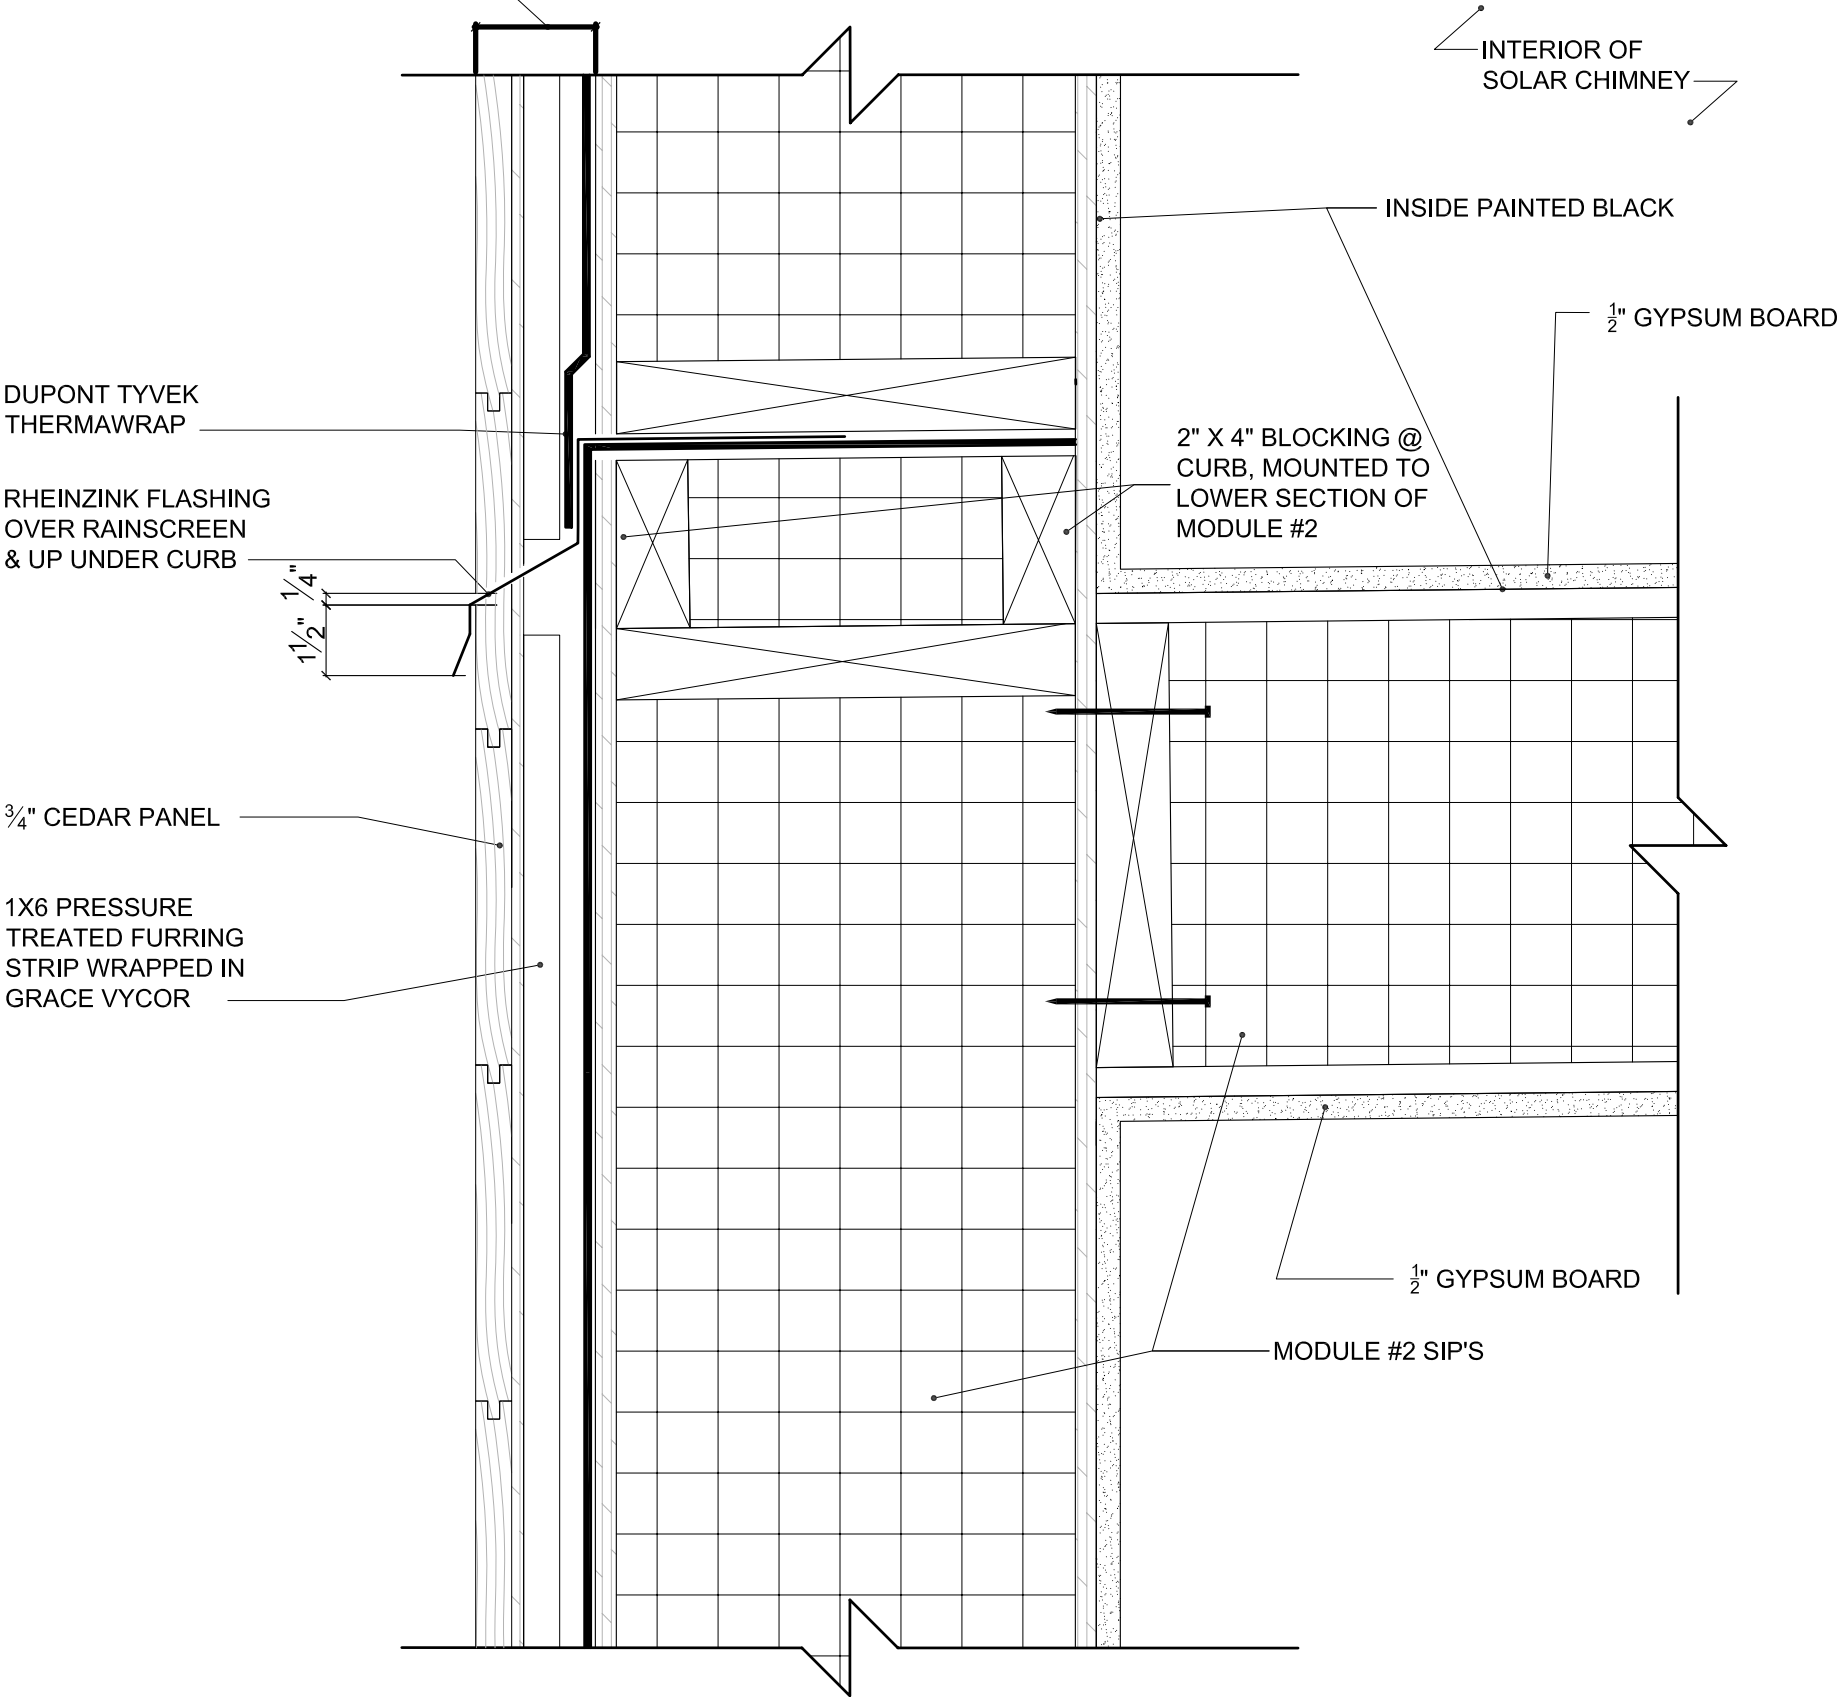 INTERIOR OF
SOLAR CHIMNEY
INSIDE PAINTED BLACK
1/2" GYPSUM BOARD
DUPONT TYVEK
THERMAWRAP
2" X 4" BLOCKING @
CURB, MOUNTED TO
LOWER SECTION OF
MODULE #2
RHEINZINK FLASHING
OVER RAINSCREEN
& UP UNDER CURB
1/4"
1 1/2"
3/4" CEDAR PANEL
1X6 PRESSURE
TREATED FURRING
STRIP WRAPPED IN
GRACE VYCOR
1/2" GYPSUM BOARD
MODULE #2 SIP'S